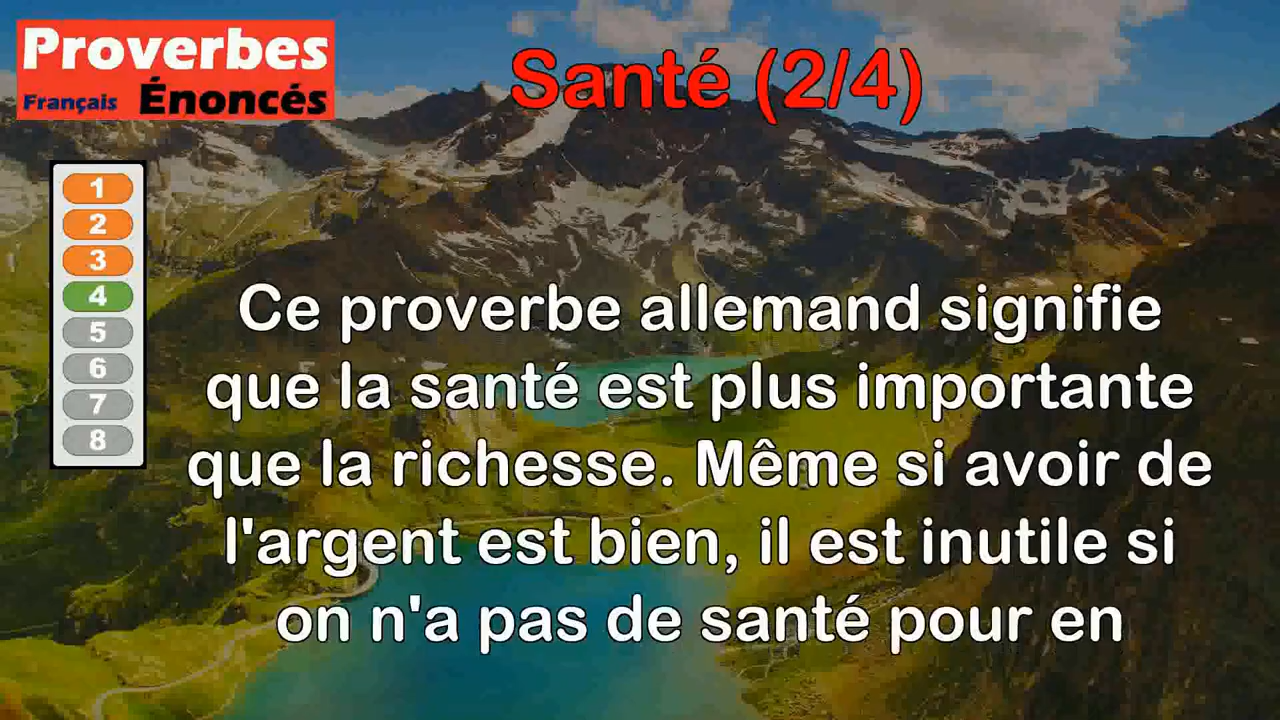 Proverbes
Français Énoncés
Santé (2/4)
1
2
3
4
5
6
7
8
Ce proverbe allemand signifie
que la santé est plus importante
que la richesse. Même si avoir de
l'argent est bien, il est inutile si
on n'a pas de santé pour en